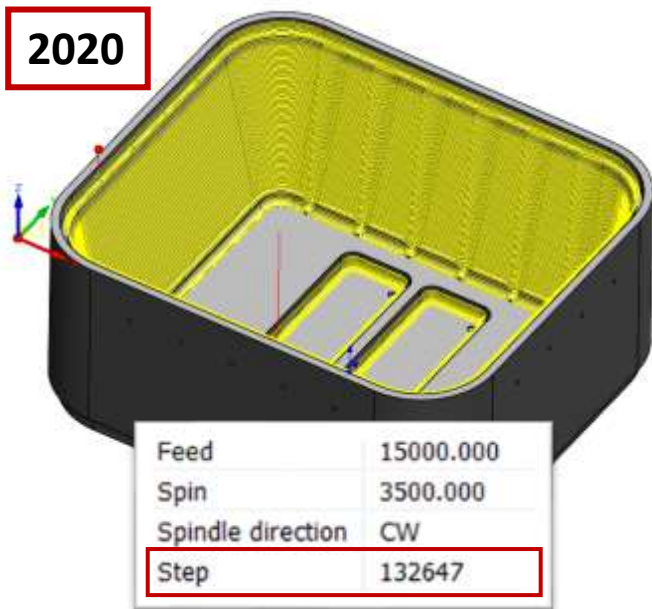 2020
Z
Feed 15000.000
Spin 3500.000
Spindle direction CW
Step 132647